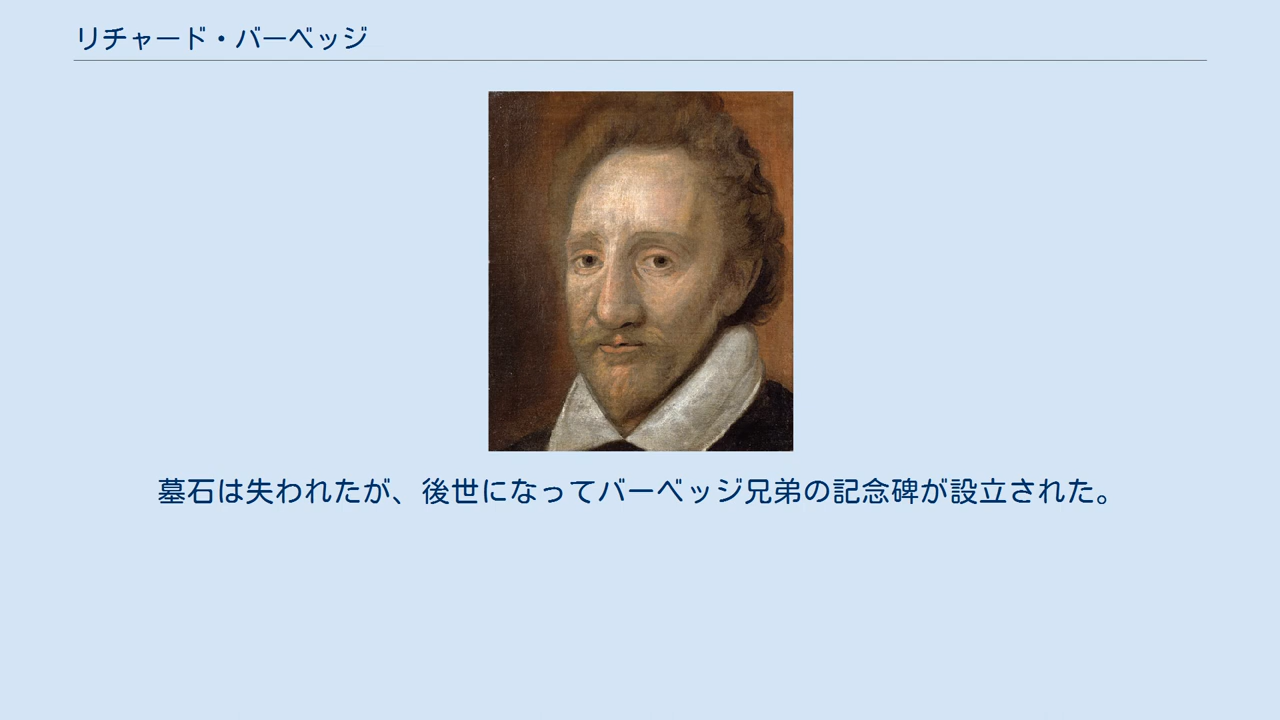 リチャード・バーベッジ
墓石は失われたが、後世になってバーベッジ兄弟の記念碑が設立された。